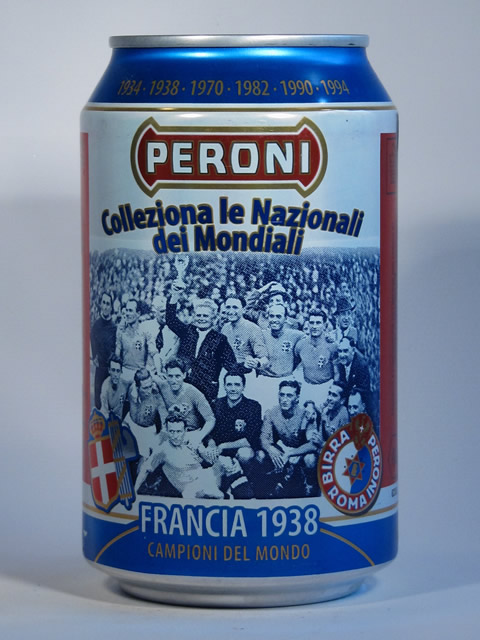 1934 · 1938 · 1970 · 1982 · 1990 · 1994
PERONI
Colleziona le Nazionali
dei Mondiali
BIRRA PERONI
ROMA
FRANCIA 1938
CAMPIONI DEL MONDO